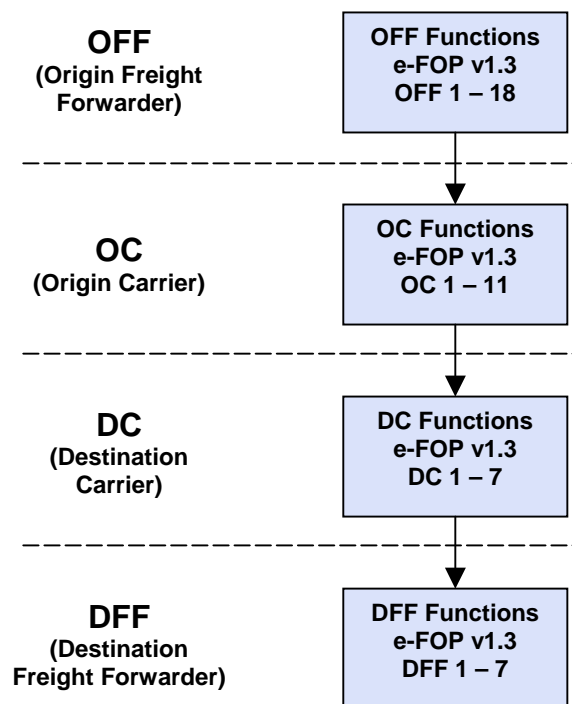 OFF
(Origin Freight
Forwarder)
OFF Functions
e-FOP v1.3
OFF 1 – 18
OC
(Origin Carrier)
OC Functions
e-FOP v1.3
OC 1 – 11
DC
(Destination
Carrier)
DC Functions
e-FOP v1.3
DC 1 – 7
DFF
(Destination
Freight Forwarder)
DFF Functions
e-FOP v1.3
DFF 1 – 7